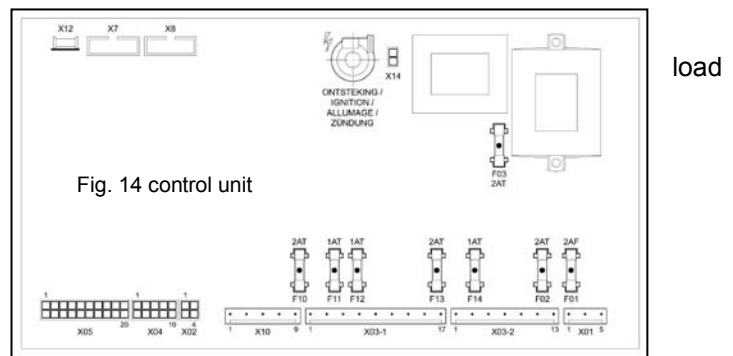 X12 X7 X8
load
X14
ONTSTEKING /
IGNITION /
ALLUMAGE /
ZÜNDUNG
F03
2AT
Fig. 14 control unit
2AT 1AT 1AT 2AT 1AT 2AT 2AF
F10 F11 F12 F13 F14 F02 F01
1 1 1
20 10 4
X05 X04 X02
1 9 1 17 1 13 1 5
X10 X03-1 X03-2 X01